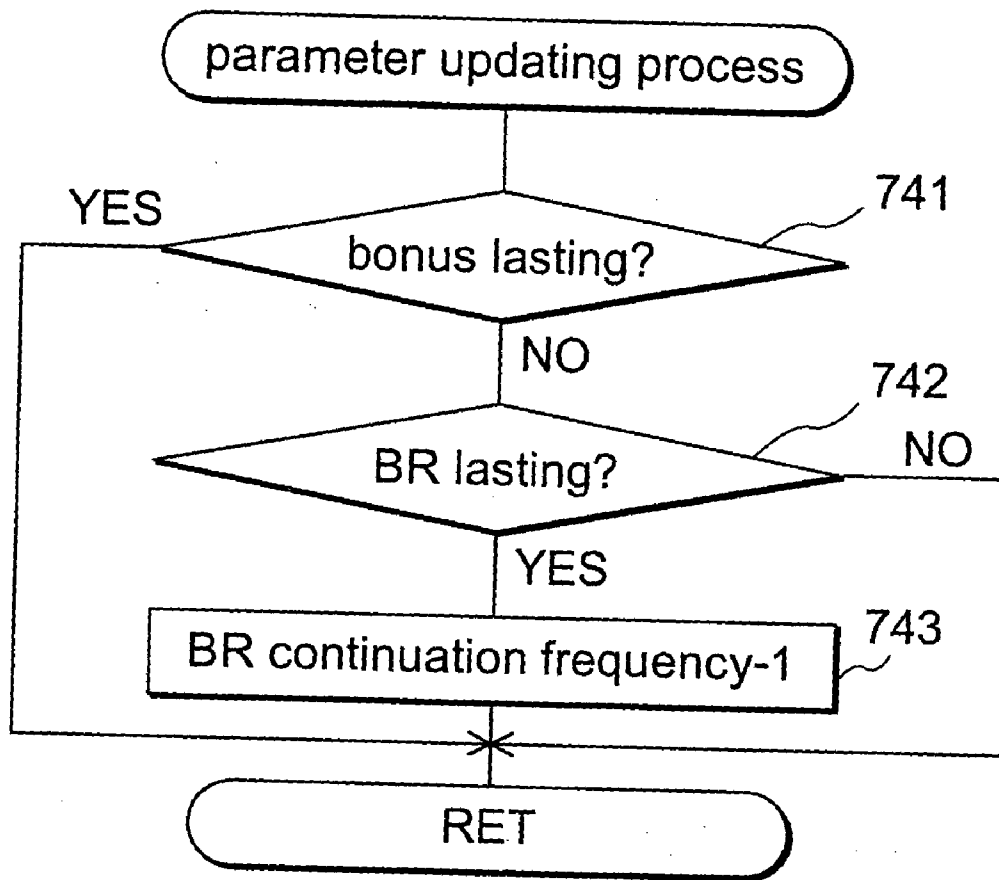 parameter updating process
741
YES
bonus lasting?
NO
742
NO
BR lasting?
YES
743
BR continuation frequency-1
RET